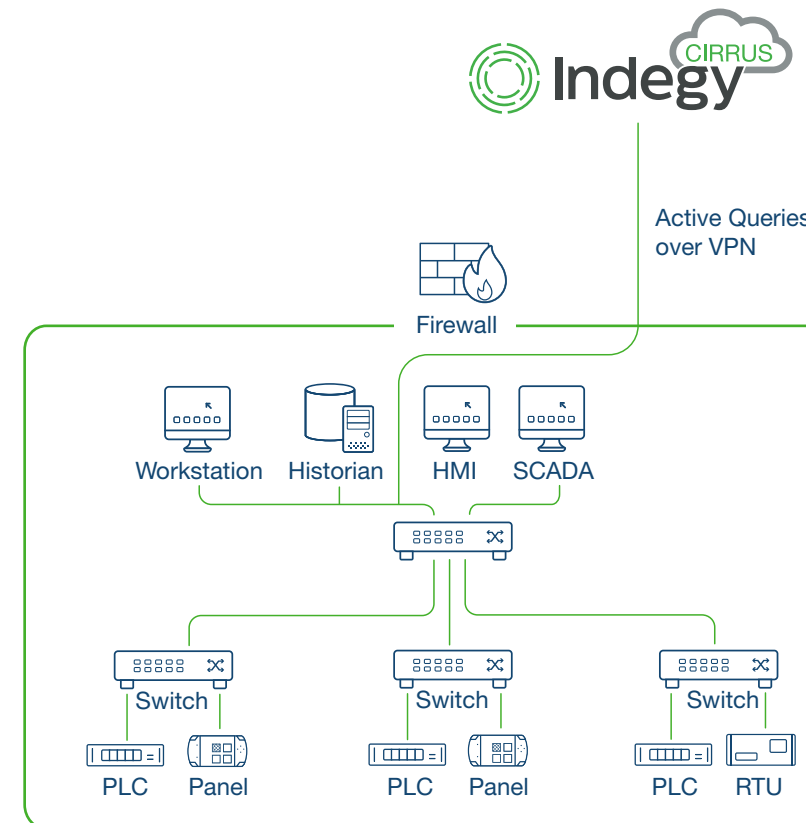 CIRRUS
Indegy
Active Queries
over VPN
Firewall
Workstation Historian HMI SCADA
Switch Switch Switch
PLC Panel PLC Panel PLC RTU